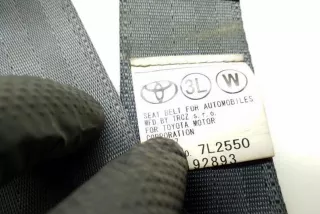 3L W
SEAT BELT FOR AUTOMOBILES
MFD BY TRCZ s.r.o.
FOR TOYOTA MOTOR
CORPORATION
7L2550
92893